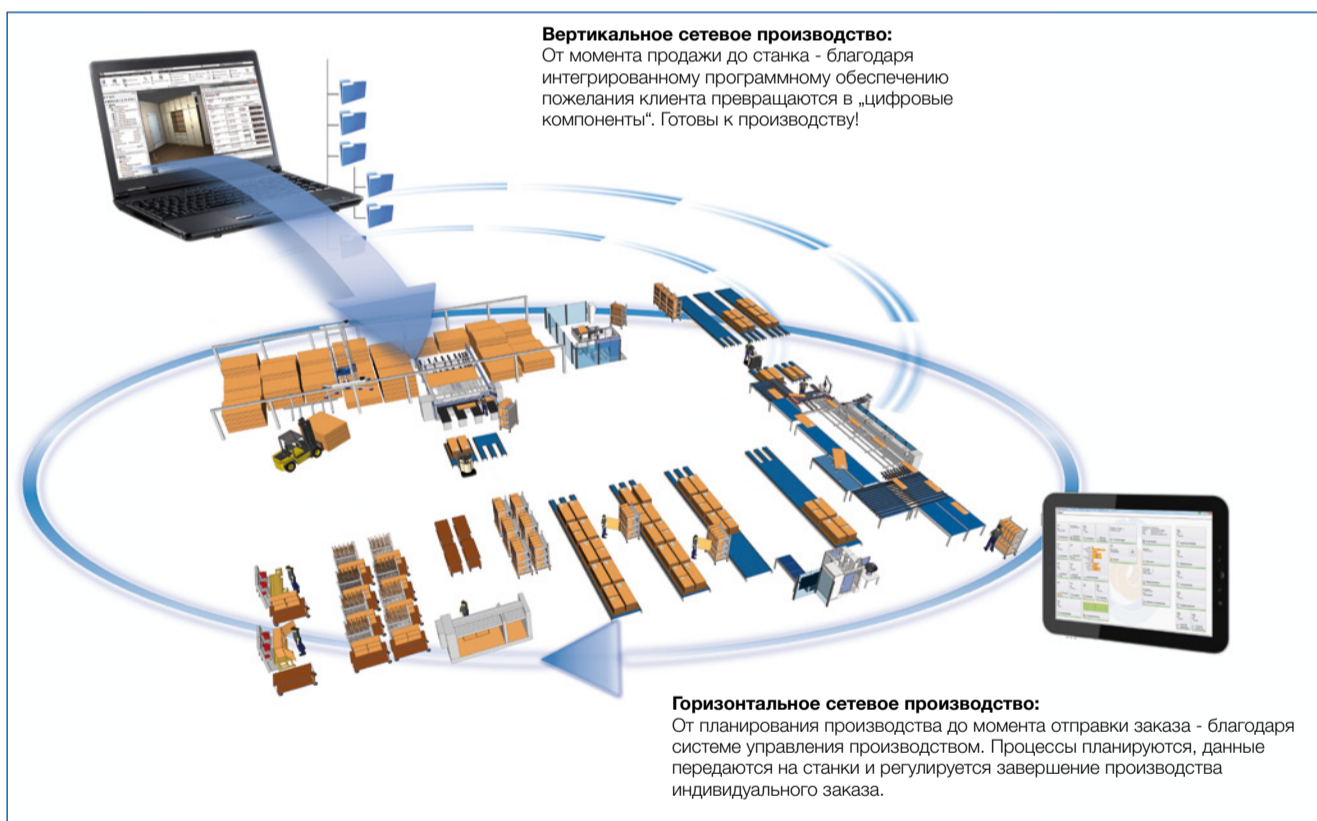 Вертикальное сетевое производство:
От момента продажи до станка - благодаря
интегрированному программному обеспечению
пожелания клиента превращаются в „цифровые
компоненты“. Готовы к производству!
Горизонтальное сетевое производство:
От планирования производства до момента отправки заказа - благодаря
системе управления производством. Процессы планируются, данные
передаются на станки и регулируется завершение производства
индивидуального заказа.